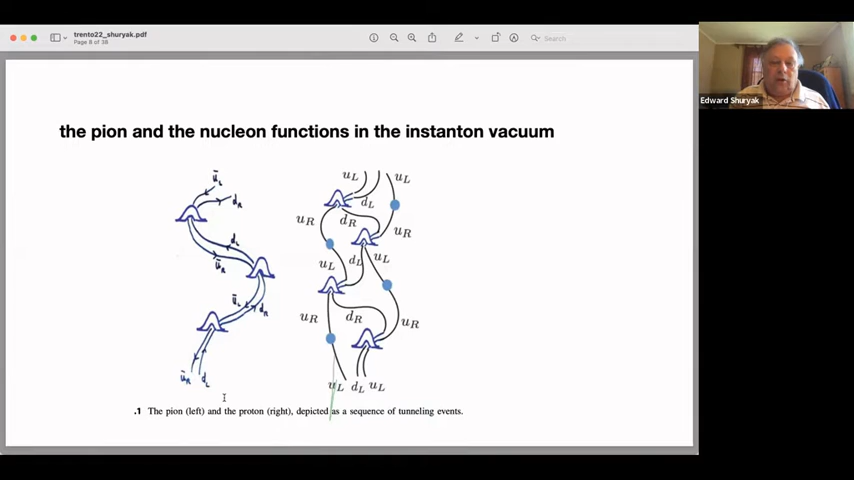 trento22_shuryak.pdf
Page 8 of 38
Search
Edward Shuryak
the pion and the nucleon functions in the instanton vacuum
ū_L
d_R
d_L
ū_R
ū_L
d_R
ū_R
d_L
u_L
u_L
d_L
u_R
d_R
u_R
u_L
d_L
u_L
u_R
d_R
u_R
u_L d_L u_L
.1 The pion (left) and the proton (right), depicted as a sequence of tunneling events.